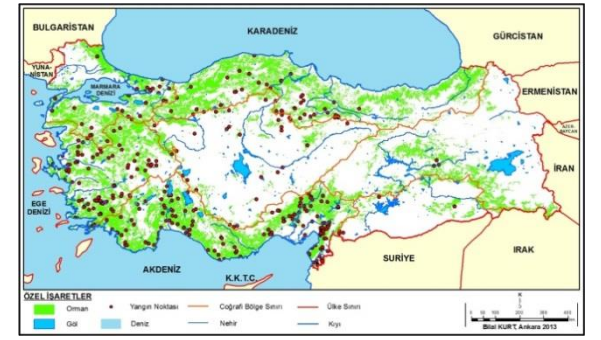 BULGARİSTAN
KARADENİZ
GÜRCİSTAN
YUNA-
NİSTAN
MARMARA
DENİZİ
ERMENİSTAN
İRAN
EGE
DENİZİ
SURİYE
IRAK
AKDENİZ
K.K.T.C.
ÖZEL İŞARETLER
Orman
Yangın Noktası
Coğrafi Bölge Sınırı
Ülke Sınırı
Göl
Deniz
Nehir
Kıyı
K
Bilal KURT, Ankara 2013